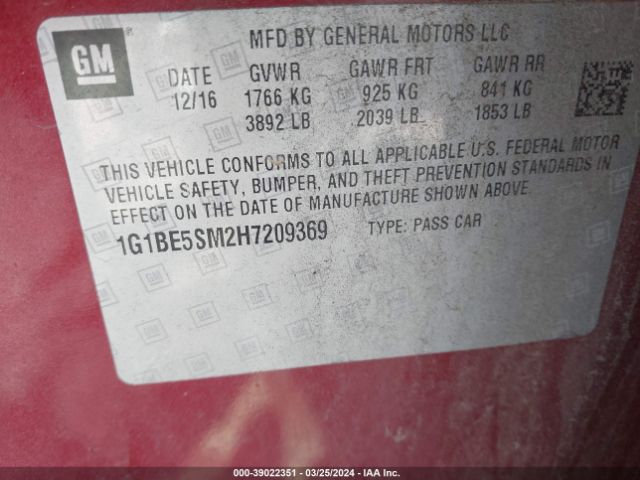 GM
MFD BY GENERAL MOTORS LLC
DATE GVWR GAWR FRT GAWR RR
12/16 1766 KG 925 KG 841 KG
3892 LB 2039 LB 1853 LB
THIS VEHICLE CONFORMS TO ALL APPLICABLE U.S. FEDERAL MOTOR
VEHICLE SAFETY, BUMPER, AND THEFT PREVENTION STANDARDS IN
EFFECT ON THE DATE OF MANUFACTURE SHOWN ABOVE.
1G1BE5SM2H7209369 TYPE: PASS CAR
000-39022351 | 03/25/2024 | IAA Inc.